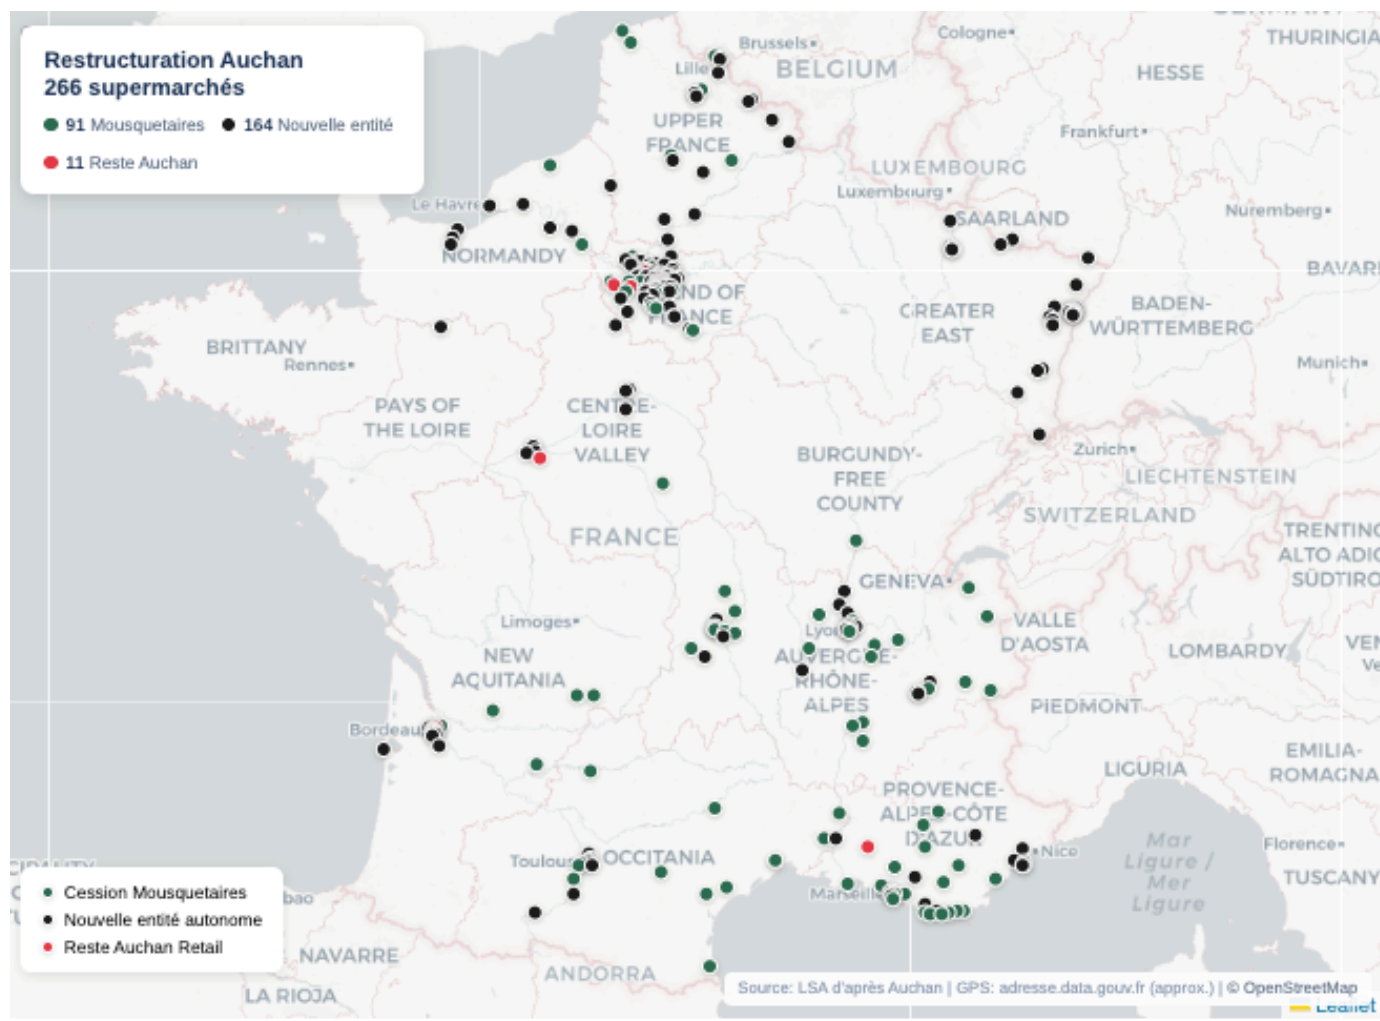 Restructuration Auchan
266 supermarchés
91 Mousquetaires 164 Nouvelle entité
11 Reste Auchan
Brussels
Cologne
THURINGIA
Lille
BELGIUM
HESSE
UPPER
FRANCE
Frankfurt
LUXEMBOURG
Luxembourg
Le Havre
SAARLAND
Nuremberg
NORMANDY
BAVARI
GREATER
EAST
BADEN-
WÜRTTEMBERG
BRITTANY
Rennes
Munich
PAYS OF
THE LOIRE
CENTRE-
LOIRE
VALLEY
BURGUNDY-
FREE
COUNTY
Zurich
LIECHTENSTEIN
SWITZERLAND
FRANCE
TRENTINO
ALTO ADIG
SÜDTIRO
GENEVA
Limoges
VALLE
D'AOSTA
Lyon
LOMBARDY
NEW
AQUITANIA
AUVERGNE-
RHÔNE-
ALPES
PIEDMONT
Bordeau
EMILIA-
ROMAGNA
LIGURIA
PROVENCE-
ALPES-CÔTE
D'AZUR
Mar
Ligure /
Mer
Ligure
Florence
Nice
Toulous
OCCITANIA
TUSCANY
Marseille
Cession Mousquetaires
Nouvelle entité autonome
Reste Auchan Retail
bao
NAVARRE
ANDORRA
LA RIOJA
Source: LSA d'après Auchan | GPS: adresse.data.gouv.fr (approx.) | © OpenStreetMap
Leaflet